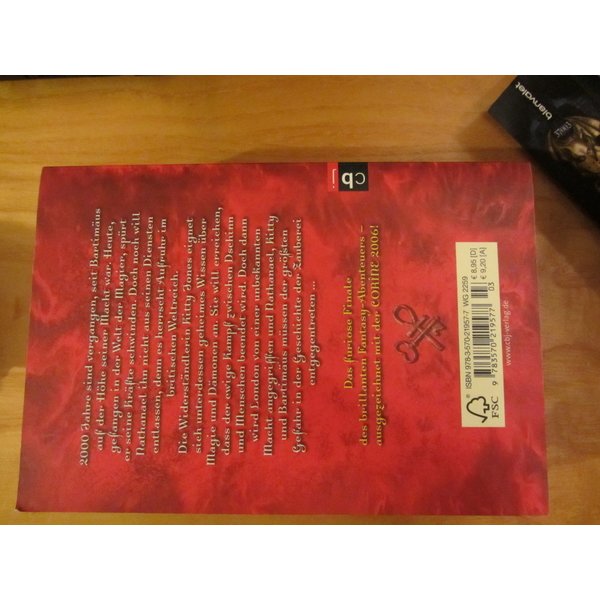 2000 Jahre sind vergangen, seit Bartimäus
auf der Höhe seiner Macht war. Heute,
gefangen in der Welt der Magier, spürt
er seine Kräfte schwinden. Doch noch will
Nathanael ihn nicht aus seinen Diensten
entlassen, denn es herrscht Aufruhr im
britischen Weltreich.
Die Widerständlerin Kitty Jones eignet
sich unterdessen geheimes Wissen über
Magie und Dämonen an. Sie will erreichen,
dass der ewige Kampf zwischen Dschinn
und Menschen beendet wird. Doch dann
wird London von einer unbekannten
Macht angegriffen und Nathanael, Kitty
und Bartimäus müssen der größten
Gefahr in der Geschichte der Zauberei
entgegentreten ...
Das furiose Finale
des brillanten Fantasy-Abenteuers –
ausgezeichnet mit der CORINE 2006!
cbj
ISBN 978-3-570-21957-7 WG 2259
9 783570 219577
03
€ 8,95 [D]
€ 9,20 [A]
www.cbj-verlag.de
FSC
bienvalet